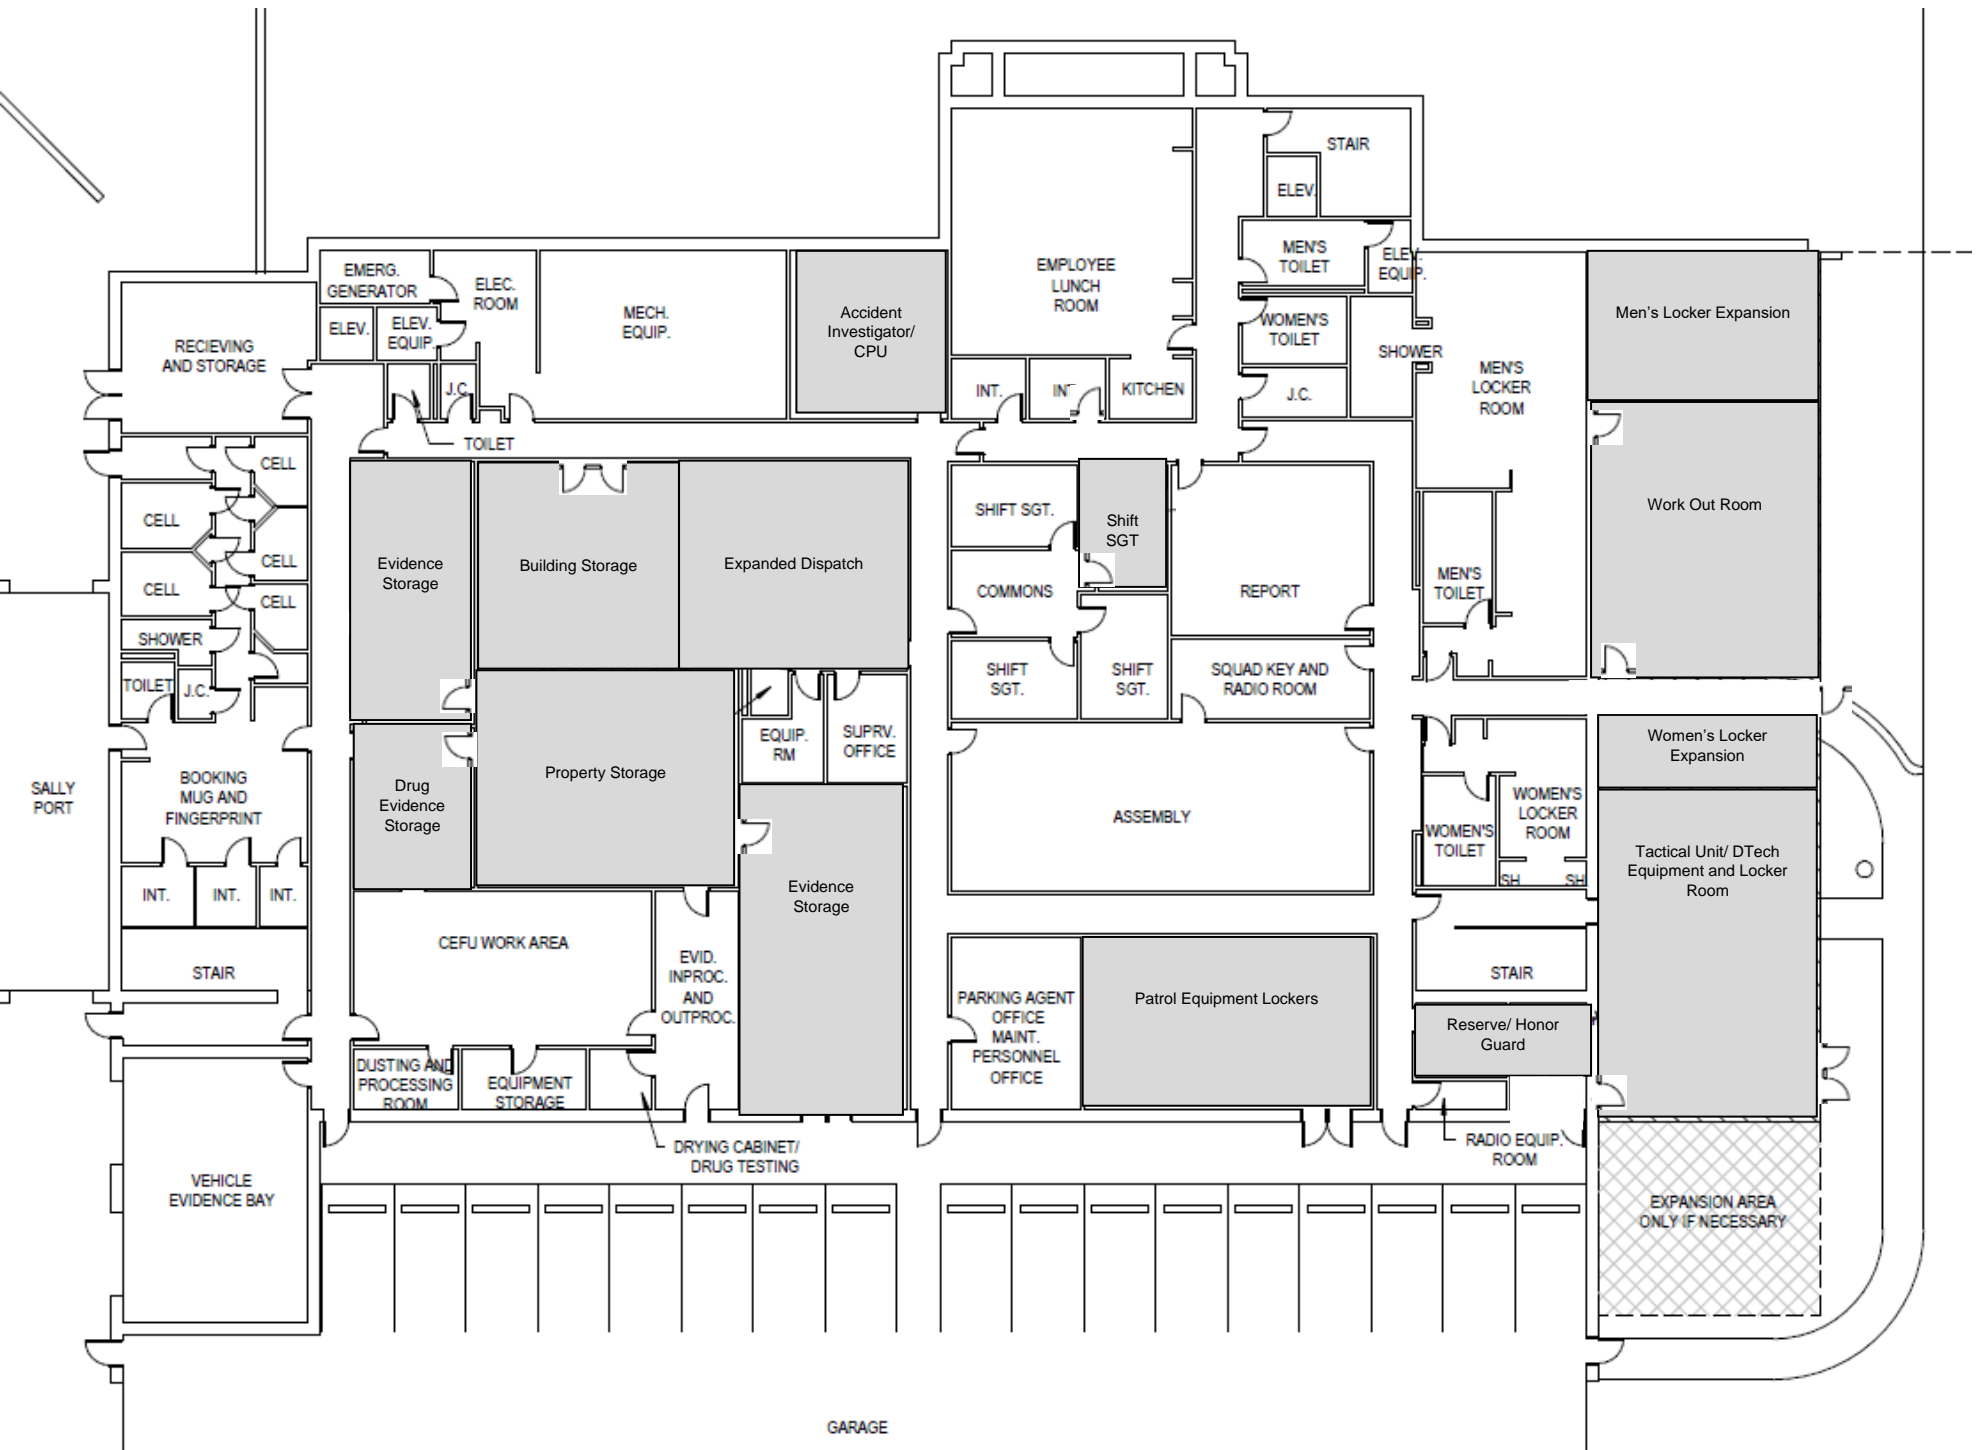 STAIR
ELEV.
MEN'S
TOILET
ELEV.
EQUIP.
EMPLOYEE
LUNCH
ROOM
EMERG.
GENERATOR
ELEC.
ROOM
MECH.
EQUIP.
Accident
Investigator/
CPU
Men's Locker Expansion
ELEV.
ELEV.
EQUIP.
WOMEN'S
TOILET
SHOWER
RECIEVING
AND STORAGE
MEN'S
LOCKER
ROOM
J.C.
INT.
KITCHEN
J.C.
TOILET
CELL
CELL
CELL
CELL
CELL
SHOWER
TOILET
J.C.
Evidence
Storage
Building Storage
Expanded Dispatch
SHIFT SGT.
Shift
SGT
COMMONS
REPORT
MEN'S
TOILET
Work Out Room
SHIFT
SGT.
SHIFT
SGT.
SQUAD KEY AND
RADIO ROOM
EQUIP.
RM
SUPRV.
OFFICE
Women's Locker
Expansion
SALLY
PORT
BOOKING
MUG AND
FINGERPRINT
Drug
Evidence
Storage
Property Storage
ASSEMBLY
WOMEN'S
TOILET
WOMEN'S
LOCKER
ROOM
SH.
SH.
Tactical Unit/ DTech
Equipment and Locker
Room
INT.
INT.
INT.
Evidence
Storage
CEFU WORK AREA
EVID.
INPROC.
AND
OUTPROC.
STAIR
STAIR
PARKING AGENT
OFFICE
MAINT.
PERSONNEL
OFFICE
Patrol Equipment Lockers
Reserve/ Honor
Guard
DUSTING AND
PROCESSING
ROOM
EQUIPMENT
STORAGE
DRYING CABINET/
DRUG TESTING
RADIO EQUIP.
ROOM
VEHICLE
EVIDENCE BAY
EXPANSION AREA
ONLY IF NECESSARY
GARAGE